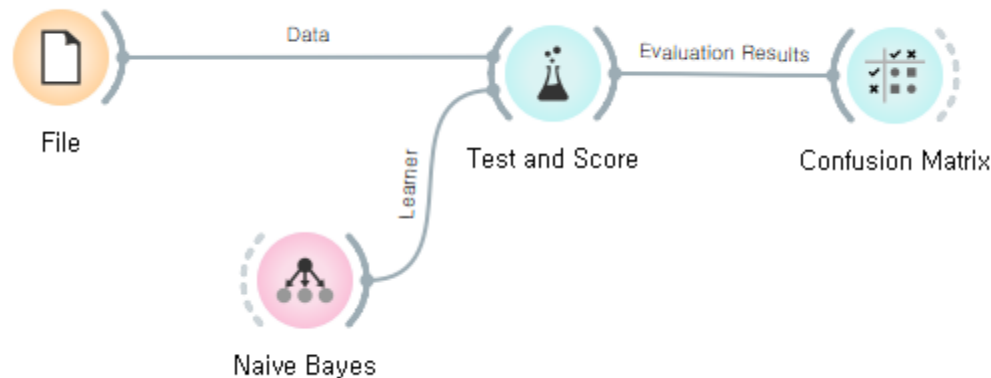 Data
Evaluation Results
File
Test and Score
Confusion Matrix
Learner
Naive Bayes